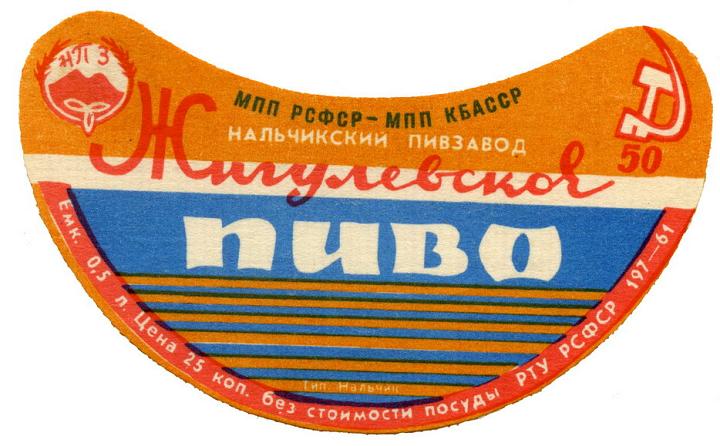 НПЗ
МПП РСФСР – МПП КБАССР
НАЛЬЧИКСКИЙ ПИВЗАВОД
50
Жигулевское
пиво
Тип. Нальчик
Емк. 0,5 л. Цена 25 коп. без стоимости посуды РТУ РСФСР 197—61